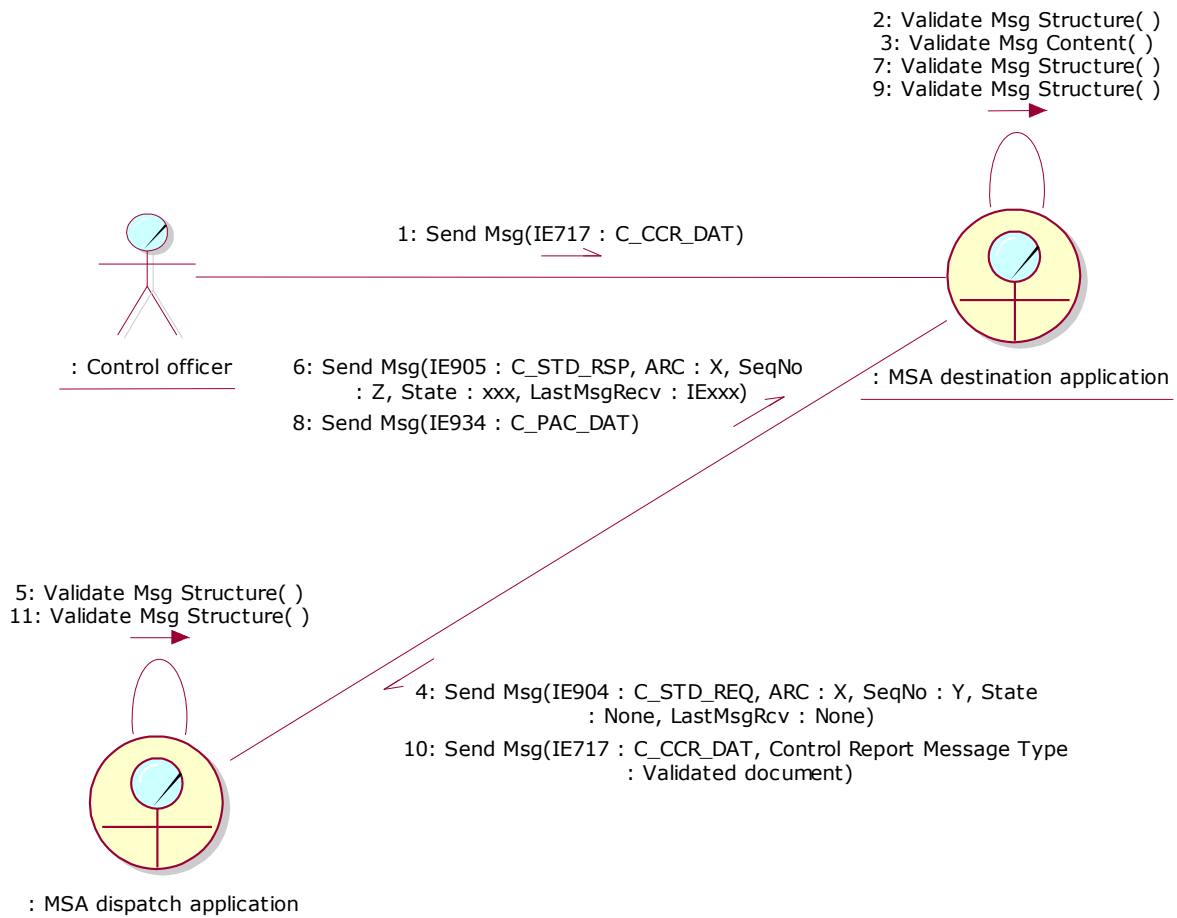 2: Validate Msg Structure( )
3: Validate Msg Content( )
7: Validate Msg Structure( )
9: Validate Msg Structure( )
1: Send Msg(IE717 : C_CCR_DAT)
: Control officer
6: Send Msg(IE905 : C_STD_RSP, ARC : X, SeqNo
: Z, State : xxx, LastMsgRecv : IExxx)
8: Send Msg(IE934 : C_PAC_DAT)
: MSA destination application
5: Validate Msg Structure( )
11: Validate Msg Structure( )
4: Send Msg(IE904 : C_STD_REQ, ARC : X, SeqNo : Y, State
: None, LastMsgRcv : None)
10: Send Msg(IE717 : C_CCR_DAT, Control Report Message Type
: Validated document)
: MSA dispatch application